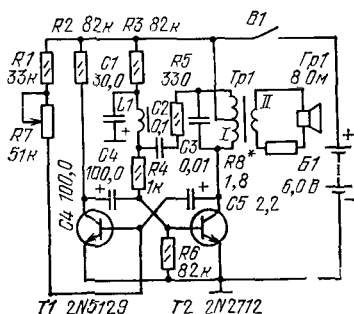 R2 82к R3 82к В1
R1
33к
C1
30,0
R5
330
Тр1
Гр1
8 Ом
L1
C2
0,1
I
II
R7
51к
C4
100,0
R4
1к
C3
0,01
R8*
1,8
Б1
6,0 В
C4 100,0
C5 2,2
R6
82к
Т1 2N5129 Т2 2N2712